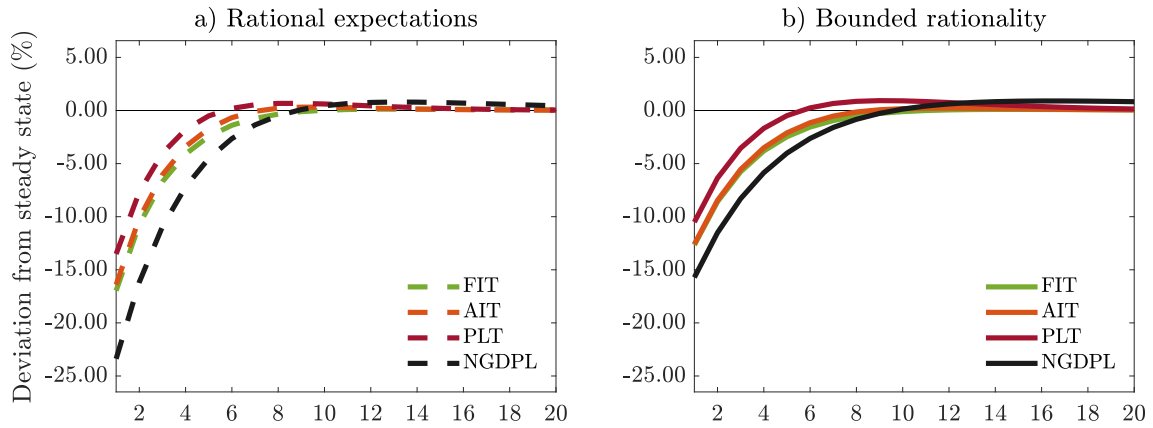 a) Rational expectations
Deviation from steady state (%)
5.00
0.00
-5.00
-10.00
-15.00
-20.00
-25.00
2 4 6 8 10 12 14 16 18 20
FIT
AIT
PLT
NGDPL
b) Bounded rationality
5.00
0.00
-5.00
-10.00
-15.00
-20.00
-25.00
2 4 6 8 10 12 14 16 18 20
FIT
AIT
PLT
NGDPL